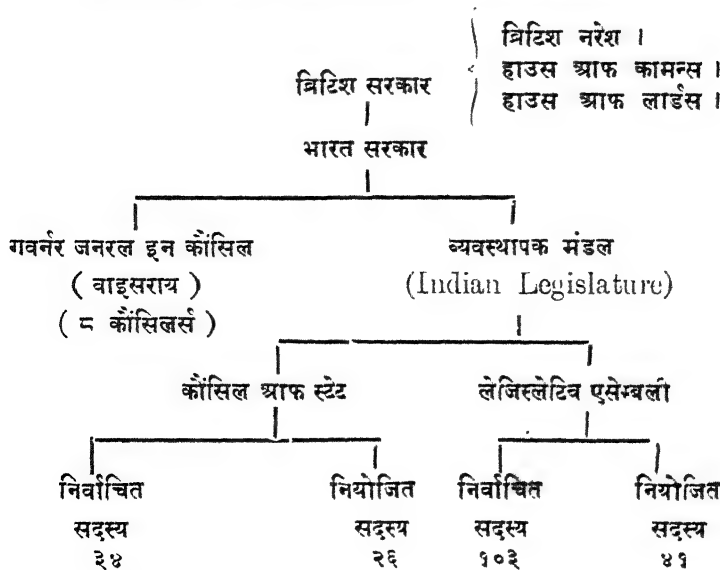 ब्रिटिश नरेश ।
हाउस आफ कामन्स ।
ब्रिटिश सरकार
हाउस आफ लार्डस ।
भारत सरकार
गवर्नर जनरल इन कौंसिल
व्यवस्थापक मंडल
( वाइसराय )
(Indian Legislature)
( ८ कौंसिलर्स )
कौंसिल आफ स्टेट
लेजिस्लेटिव एसेम्बली
निर्वाचित नियोजित निर्वाचित नियोजित
सदस्य सदस्य सदस्य सदस्य
३४ २६ १०३ ४१